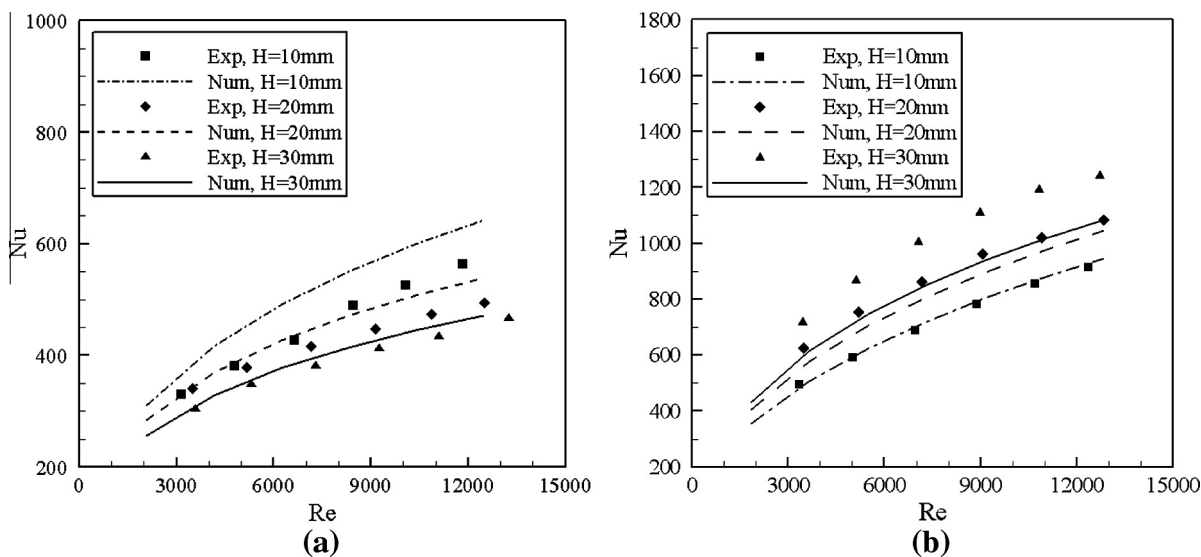 1000
800
600
400
200
Nu
Exp, H=10mm
Num, H=10mm
Exp, H=20mm
Num, H=20mm
Exp, H=30mm
Num, H=30mm
0
3000
6000
9000
12000
15000
Re
(a)
1800
1600
1400
1200
1000
800
600
400
200
Nu
Exp, H=10mm
Num, H=10mm
Exp, H=20mm
Num, H=20mm
Exp, H=30mm
Num, H=30mm
0
3000
6000
9000
12000
15000
Re
(b)